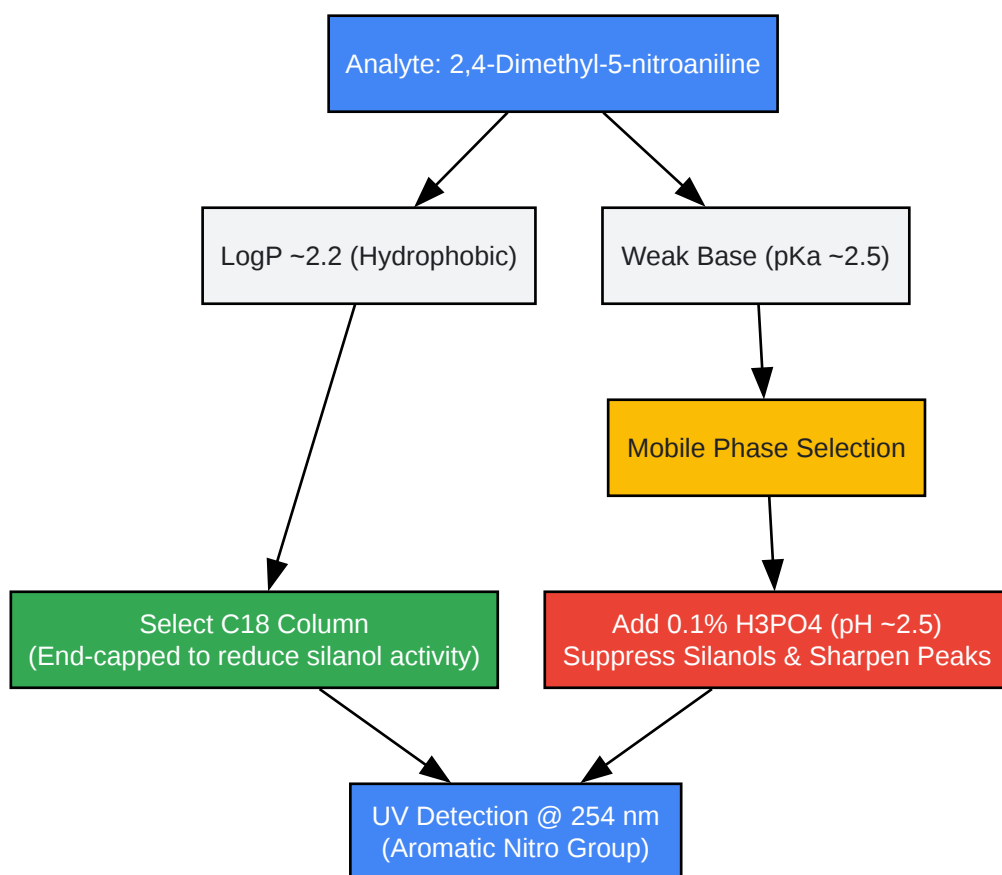 Analyte: 2,4-Dimethyl-5-nitroaniline
LogP ~2.2 (Hydrophobic)
Weak Base (pKa ~2.5)
Mobile Phase Selection
Select C18 Column
(End-capped to reduce silanol activity)
Add 0.1% H3PO4 (pH ~2.5)
Suppress Silanols & Sharpen Peaks
UV Detection @ 254 nm
(Aromatic Nitro Group)